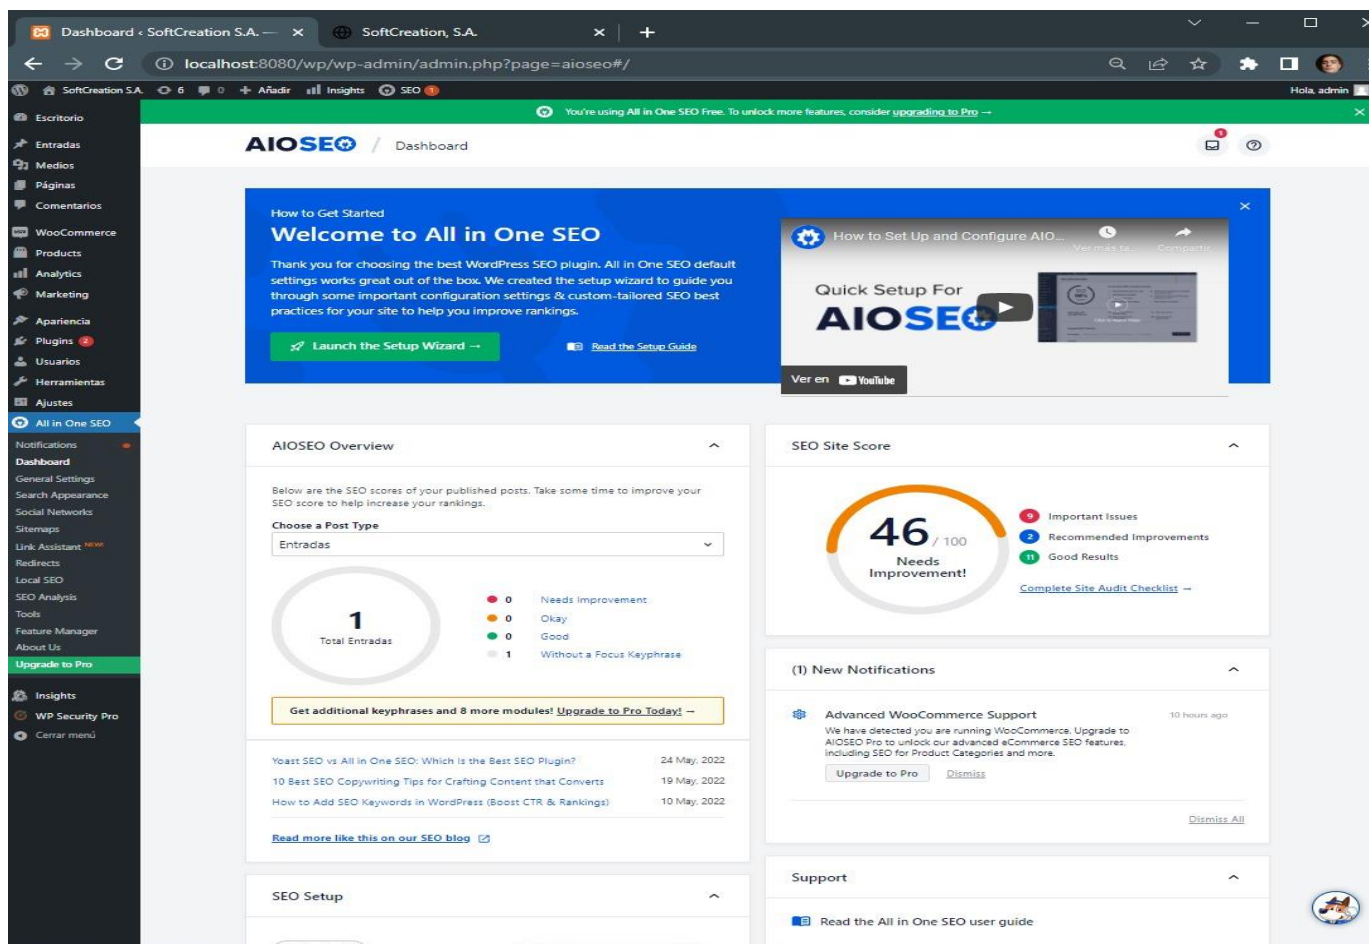 Dashboard ‹ SoftCreation S.A. —
SoftCreation, S.A.
localhost:8080/wp/wp-admin/admin.php?page=aioseo#/
SoftCreation S.A. 6 0 + Añadir Insights SEO 1
Hola, admin
You're using All in One SEO Free. To unlock more features, consider upgrading to Pro →
Escritorio
Entradas
Medios
Páginas
Comentarios
WooCommerce
Products
Analytics
Marketing
Apariencia
Plugins 2
Usuarios
Herramientas
Ajustes
All in One SEO
Notifications
Dashboard
General Settings
Search Appearance
Social Networks
Sitemaps
Link Assistant NEW!
Redirects
Local SEO
SEO Analysis
Tools
Feature Manager
About Us
Upgrade to Pro
Insights
WP Security Pro
Cerrar menú
AIOSEO / Dashboard
1
How to Get Started
Welcome to All in One SEO
Thank you for choosing the best WordPress SEO plugin. All in One SEO default
settings works great out of the box. We created the setup wizard to guide you
through some important configuration settings & custom-tailored SEO best
practices for your site to help you improve rankings.
Launch the Setup Wizard →
Read the Setup Guide
How to Set Up and Configure AIO...
Ver más ta...
Compartir
Quick Setup For
AIOSEO
Ver en YouTube
AIOSEO Overview
Below are the SEO scores of your published posts. Take some time to improve your
SEO score to help increase your rankings.
Choose a Post Type
Entradas
1
Total Entradas
0 Needs Improvement
0 Okay
0 Good
1 Without a Focus Keyphrase
Get additional keyphrases and 8 more modules! Upgrade to Pro Today! →
Yoast SEO vs All in One SEO: Which Is the Best SEO Plugin? 24 May, 2022
10 Best SEO Copywriting Tips for Crafting Content that Converts 19 May, 2022
How to Add SEO Keywords in WordPress (Boost CTR & Rankings) 10 May, 2022
Read more like this on our SEO blog
SEO Setup
SEO Site Score
46 / 100
Needs
Improvement!
9 Important Issues
2 Recommended Improvements
11 Good Results
Complete Site Audit Checklist →
(1) New Notifications
Advanced WooCommerce Support 10 hours ago
We have detected you are running WooCommerce. Upgrade to
AIOSEO Pro to unlock our advanced eCommerce SEO features,
including SEO for Product Categories and more.
Upgrade to Pro Dismiss
Dismiss All
Support
Read the All in One SEO user guide